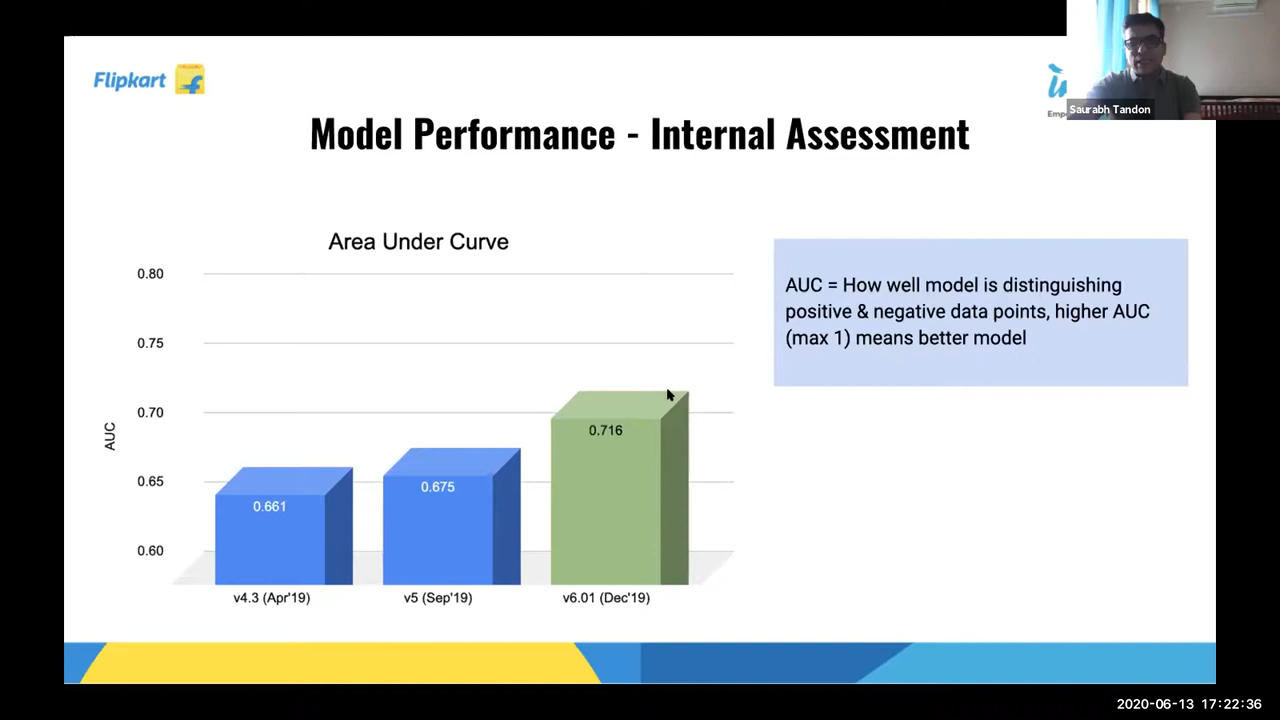 Flipkart
Saurabh Tandon
Model Performance - Internal Assessment
Area Under Curve
0.80
0.75
0.70
0.65
0.60
AUC
0.661
0.675
0.716
v4.3 (Apr'19)
v5 (Sep'19)
v6.01 (Dec'19)
AUC = How well model is distinguishing
positive & negative data points, higher AUC
(max 1) means better model
2020-06-13 17:22:36